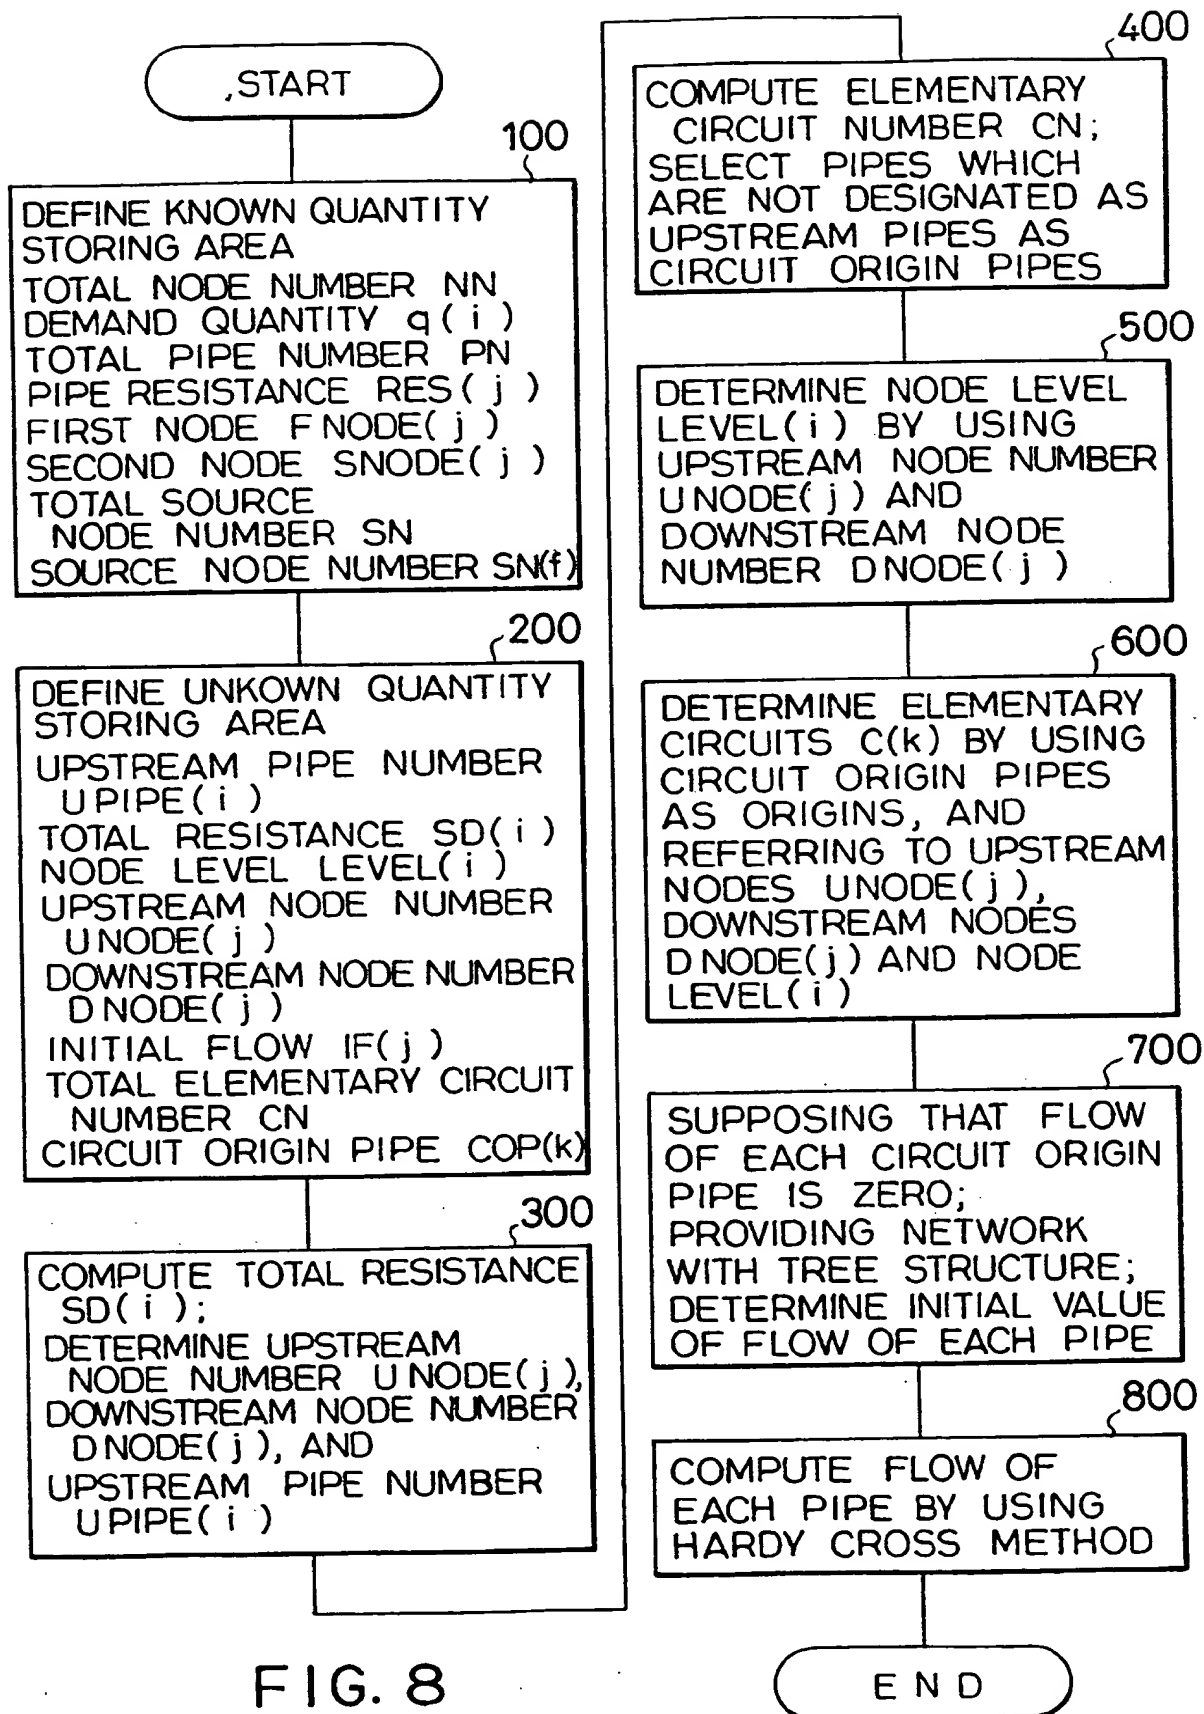 START
100
DEFINE KNOWN QUANTITY
STORING AREA
TOTAL NODE NUMBER NN
DEMAND QUANTITY q(i)
TOTAL PIPE NUMBER PN
PIPE RESISTANCE RES(j)
FIRST NODE FNODE(j)
SECOND NODE SNODE(j)
TOTAL SOURCE
NODE NUMBER SN
SOURCE NODE NUMBER SN(f)
200
DEFINE UNKOWN QUANTITY
STORING AREA
UPSTREAM PIPE NUMBER
UPIPE(i)
TOTAL RESISTANCE SD(i)
NODE LEVEL LEVEL(i)
UPSTREAM NODE NUMBER
UNODE(j)
DOWNSTREAM NODE NUMBER
DNODE(j)
INITIAL FLOW IF(j)
TOTAL ELEMENTARY CIRCUIT
NUMBER CN
CIRCUIT ORIGIN PIPE COP(k)
300
COMPUTE TOTAL RESISTANCE
SD(i);
DETERMINE UPSTREAM
NODE NUMBER UNODE(j),
DOWNSTREAM NODE NUMBER
DNODE(j), AND
UPSTREAM PIPE NUMBER
UPIPE(i)
400
COMPUTE ELEMENTARY
CIRCUIT NUMBER CN;
SELECT PIPES WHICH
ARE NOT DESIGNATED AS
UPSTREAM PIPES AS
CIRCUIT ORIGIN PIPES
500
DETERMINE NODE LEVEL
LEVEL(i) BY USING
UPSTREAM NODE NUMBER
UNODE(j) AND
DOWNSTREAM NODE
NUMBER DNODE(j)
600
DETERMINE ELEMENTARY
CIRCUITS C(k) BY USING
CIRCUIT ORIGIN PIPES
AS ORIGINS, AND
REFERRING TO UPSTREAM
NODES UNODE(j),
DOWNSTREAM NODES
DNODE(j) AND NODE
LEVEL(i)
700
SUPPOSING THAT FLOW
OF EACH CIRCUIT ORIGIN
PIPE IS ZERO;
PROVIDING NETWORK
WITH TREE STRUCTURE;
DETERMINE INITIAL VALUE
OF FLOW OF EACH PIPE
800
COMPUTE FLOW OF
EACH PIPE BY USING
HARDY CROSS METHOD
END
FIG. 8